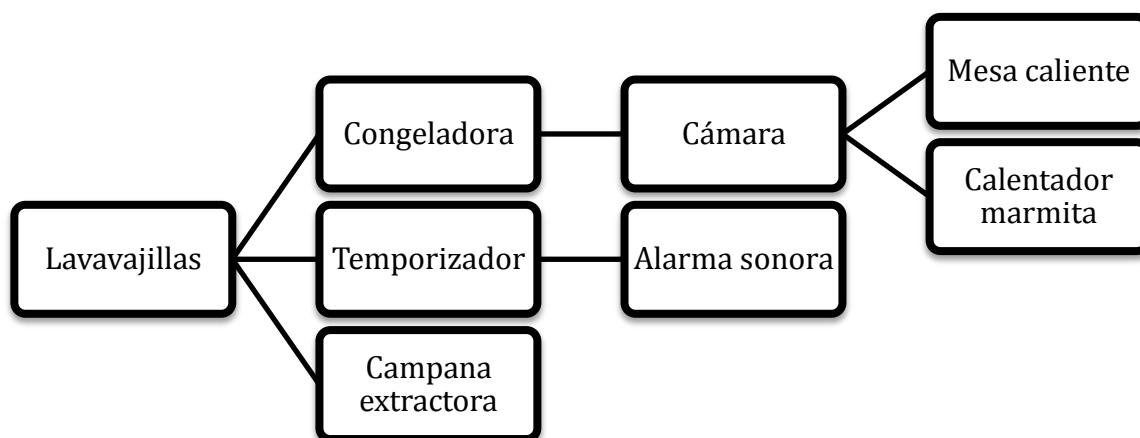 Mesa caliente
Congeladora
Cámara
Calentador
marmita
Lavavajillas
Temporizador
Alarma sonora
Campana
extractora